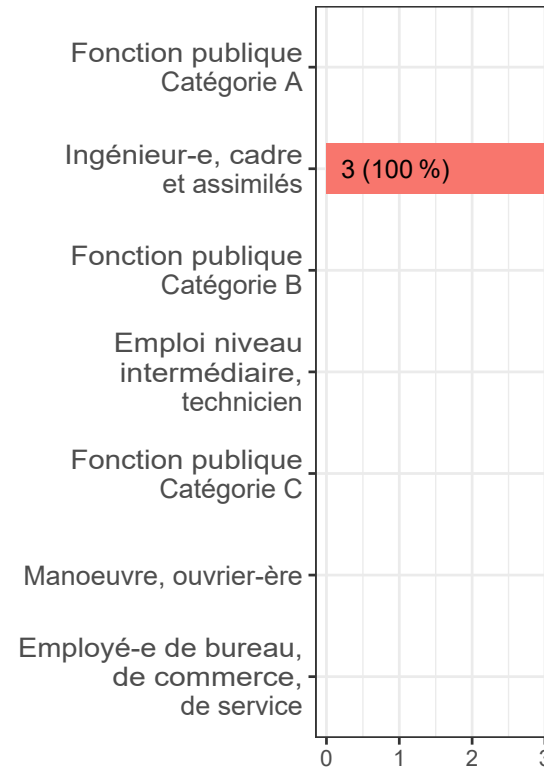 Fonction publique
Catégorie A
Ingénieur-e, cadre
et assimilés
3 (100 %)
Fonction publique
Catégorie B
Emploi niveau
intermédiaire,
technicien
Fonction publique
Catégorie C
Manoeuvre, ouvrier-ère
Employé-e de bureau,
de commerce,
de service
0 1 2 3